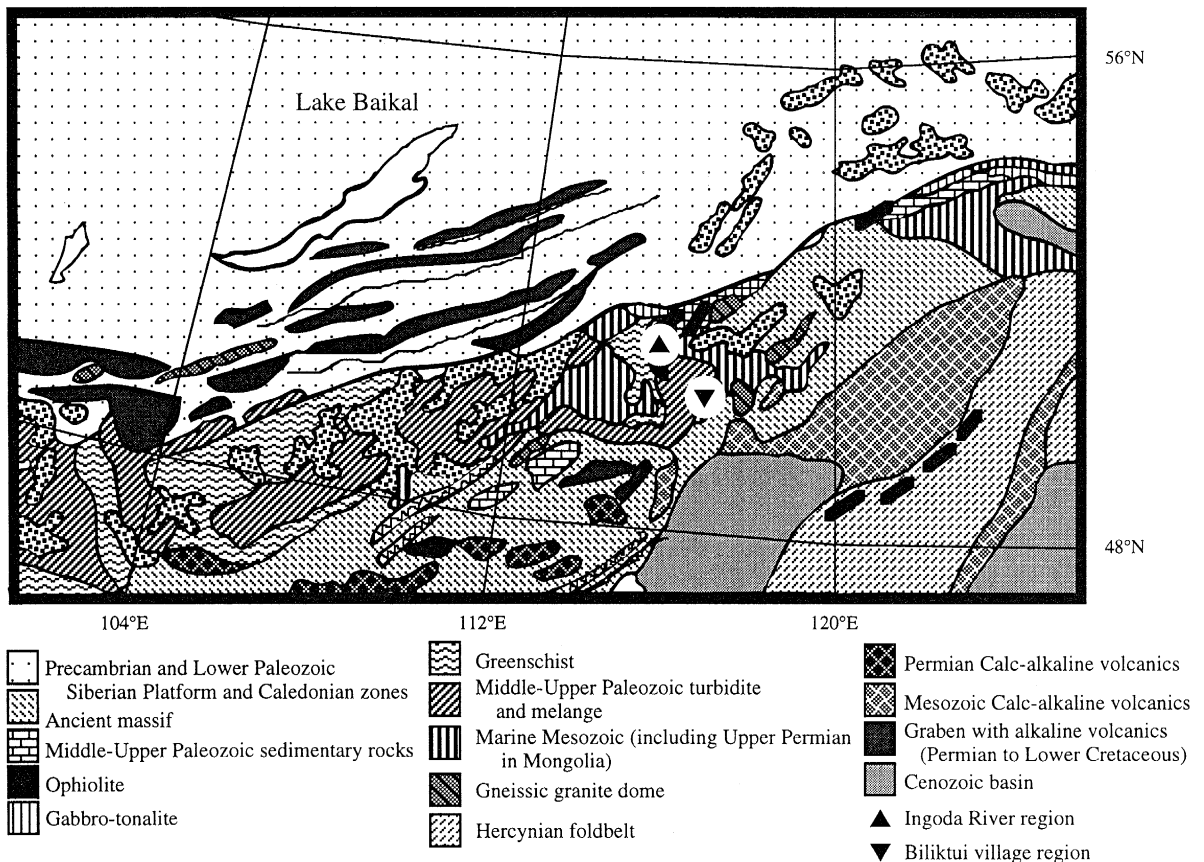 56°N
Lake Baikal
48°N
104°E
112°E
120°E
Precambrian and Lower Paleozoic
Siberian Platform and Caledonian zones
Ancient massif
Middle-Upper Paleozoic sedimentary rocks
Ophiolite
Gabbro-tonalite
Greenschist
Middle-Upper Paleozoic turbidite
and melange
Marine Mesozoic (including Upper Permian
in Mongolia)
Gneissic granite dome
Hercynian foldbelt
Permian Calc-alkaline volcanics
Mesozoic Calc-alkaline volcanics
Graben with alkaline volcanics
(Permian to Lower Cretaceous)
Cenozoic basin
Ingoda River region
Biliktui village region